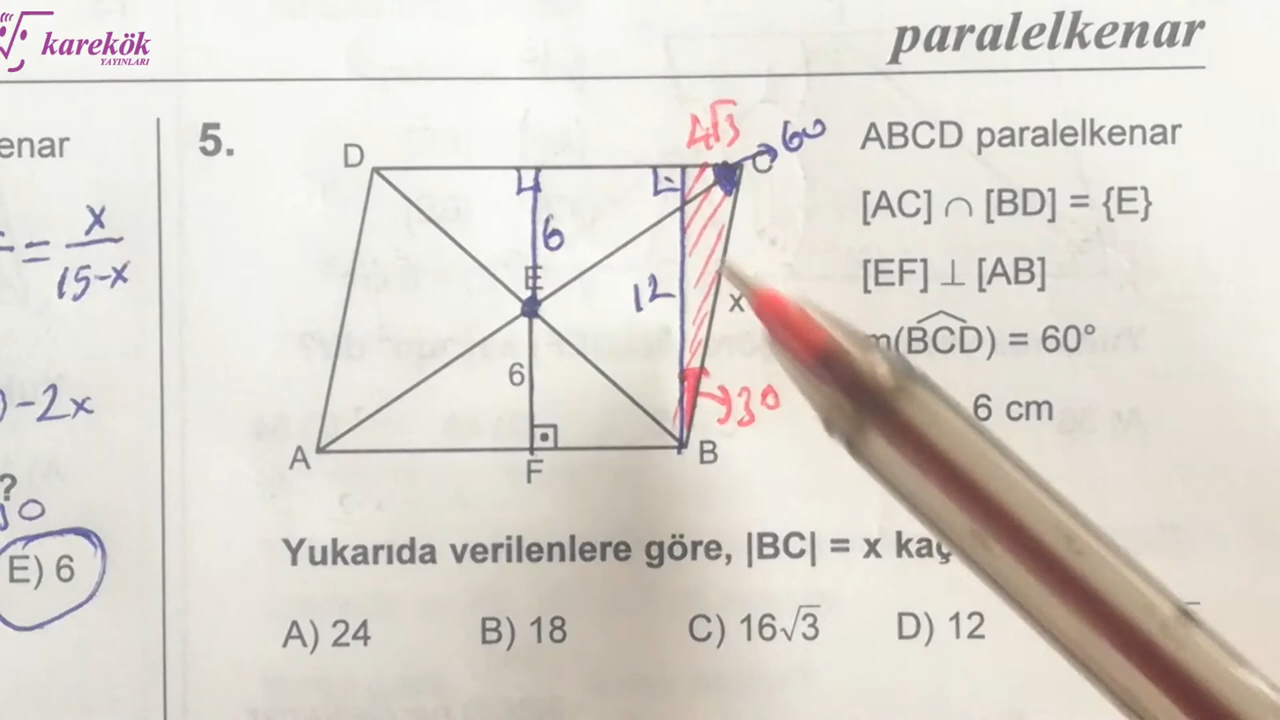 karekök
YAYINLARI
paralelkenar
enar
= x
15-x
)-2x
?
E) 6
5.
D
4√3
C
60
6
E
12
x
6
30
A
F
B
ABCD paralelkenar
[AC] ∩ [BD] = {E}
[EF] ⊥ [AB]
m(BCD) = 60°
6 cm
Yukarıda verilenlere göre, |BC| = x kaç
A) 24 B) 18 C) 16√3 D) 12